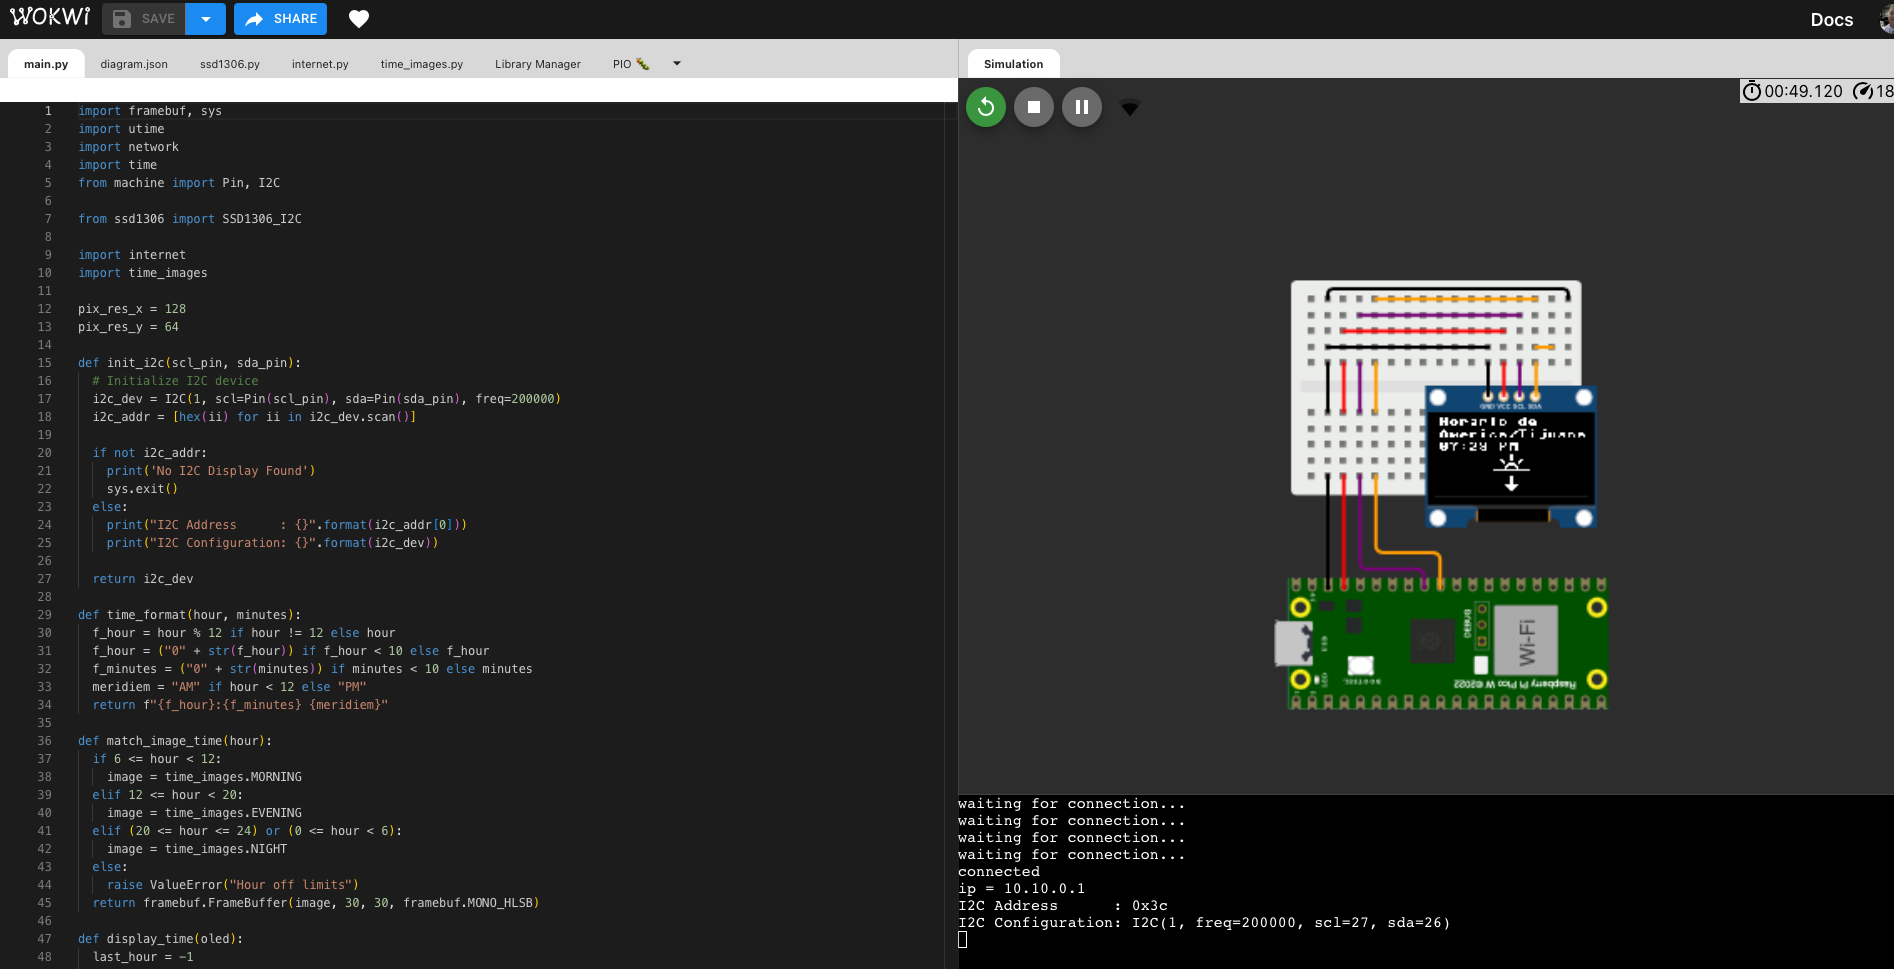 WOKWI
SAVE
SHARE
Docs
main.py
diagram.json
ssd1306.py
internet.py
time_images.py
Library Manager
PIO
1 import framebuf, sys
2 import utime
3 import network
4 import time
5 from machine import Pin, I2C
6
7 from ssd1306 import SSD1306_I2C
8
9 import internet
10 import time_images
11
12 pix_res_x = 128
13 pix_res_y = 64
14
15 def init_i2c(scl_pin, sda_pin):
16 # Initialize I2C device
17 i2c_dev = I2C(1, scl=Pin(scl_pin), sda=Pin(sda_pin), freq=200000)
18 i2c_addr = [hex(ii) for ii in i2c_dev.scan()]
19
20 if not i2c_addr:
21 print('No I2C Display Found')
22 sys.exit()
23 else:
24 print("I2C Address      : {}".format(i2c_addr[0]))
25 print("I2C Configuration: {}".format(i2c_dev))
26
27 return i2c_dev
28
29 def time_format(hour, minutes):
30 f_hour = hour % 12 if hour != 12 else hour
31 f_hour = ("0" + str(f_hour)) if f_hour < 10 else f_hour
32 f_minutes = ("0" + str(minutes)) if minutes < 10 else minutes
33 meridiem = "AM" if hour < 12 else "PM"
34 return f"{f_hour}:{f_minutes} {meridiem}"
35
36 def match_image_time(hour):
37 if 6 <= hour < 12:
38 image = time_images.MORNING
39 elif 12 <= hour < 20:
40 image = time_images.EVENING
41 elif (20 <= hour <= 24) or (0 <= hour < 6):
42 image = time_images.NIGHT
43 else:
44 raise ValueError("Hour off limits")
45 return framebuf.FrameBuffer(image, 30, 30, framebuf.MONO_HLSB)
46
47 def display_time(oled):
48 last_hour = -1
Simulation
00:49.120 18
GND VCC SCL SDA
Horario de
America/Tijuana
07:28 PM
DEBUG
Wi-Fi
USB
LED
Raspberry Pi Pico W ©2022
waiting for connection...
waiting for connection...
waiting for connection...
waiting for connection...
connected
ip = 10.10.0.1
I2C Address      : 0x3c
I2C Configuration: I2C(1, freq=200000, scl=27, sda=26)